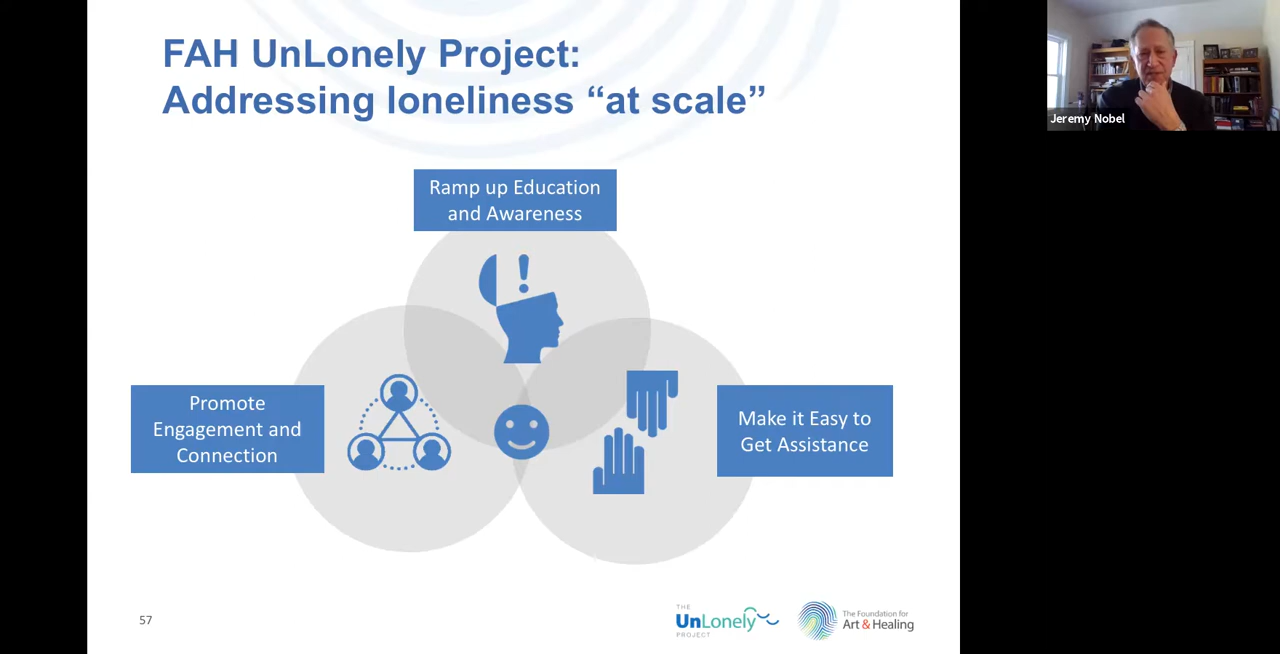 FAH UnLonely Project:
Addressing loneliness “at scale”
Jeremy Nobel
Ramp up Education
and Awareness
!
Promote
Engagement and
Connection
Make it Easy to
Get Assistance
57
THE
UnLonely
PROJECT
The Foundation for
Art & Healing